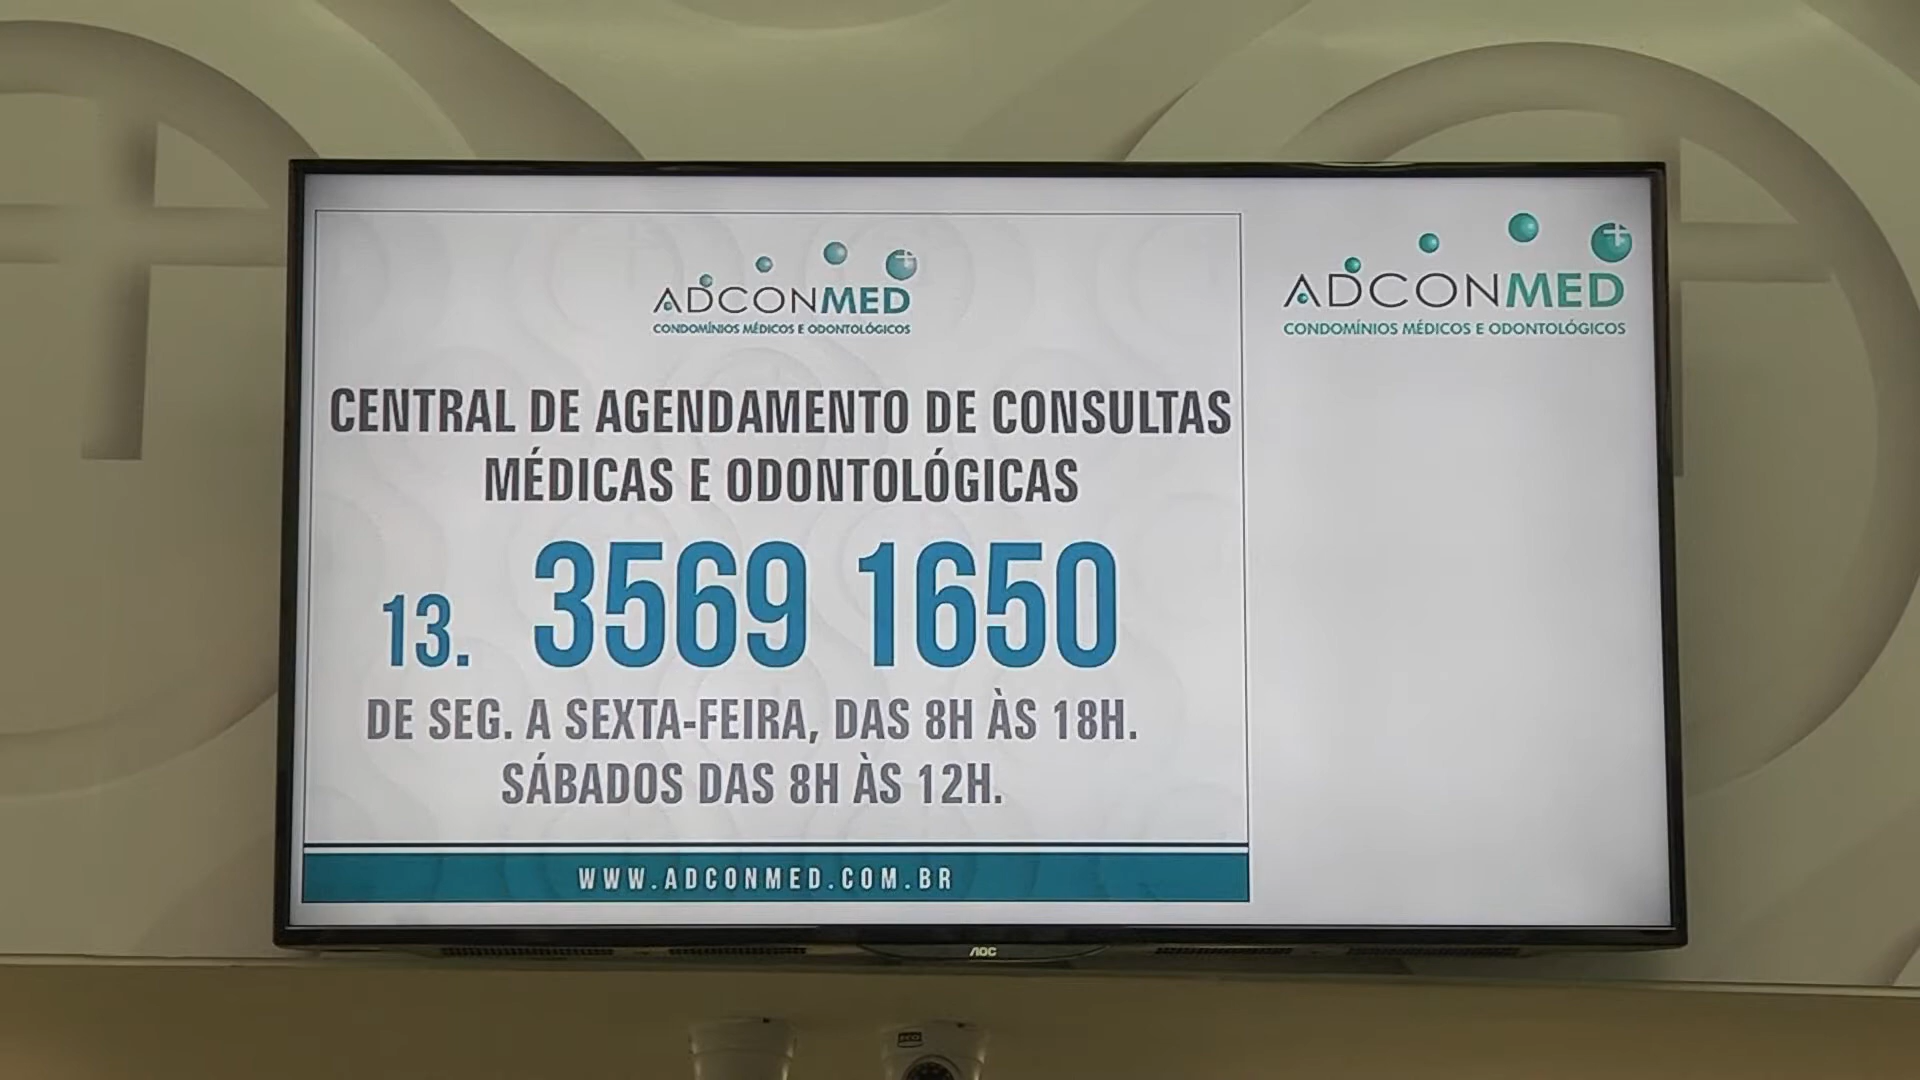 ADCONMED
CONDOMÍNIOS MÉDICOS E ODONTOLÓGICOS
CENTRAL DE AGENDAMENTO DE CONSULTAS
MÉDICAS E ODONTOLÓGICAS
13. 3569 1650
DE SEG. A SEXTA-FEIRA, DAS 8H ÀS 18H.
SÁBADOS DAS 8H ÀS 12H.
WWW.ADCONMED.COM.BR
ADCONMED
CONDOMÍNIOS MÉDICOS E ODONTOLÓGICOS
AOC